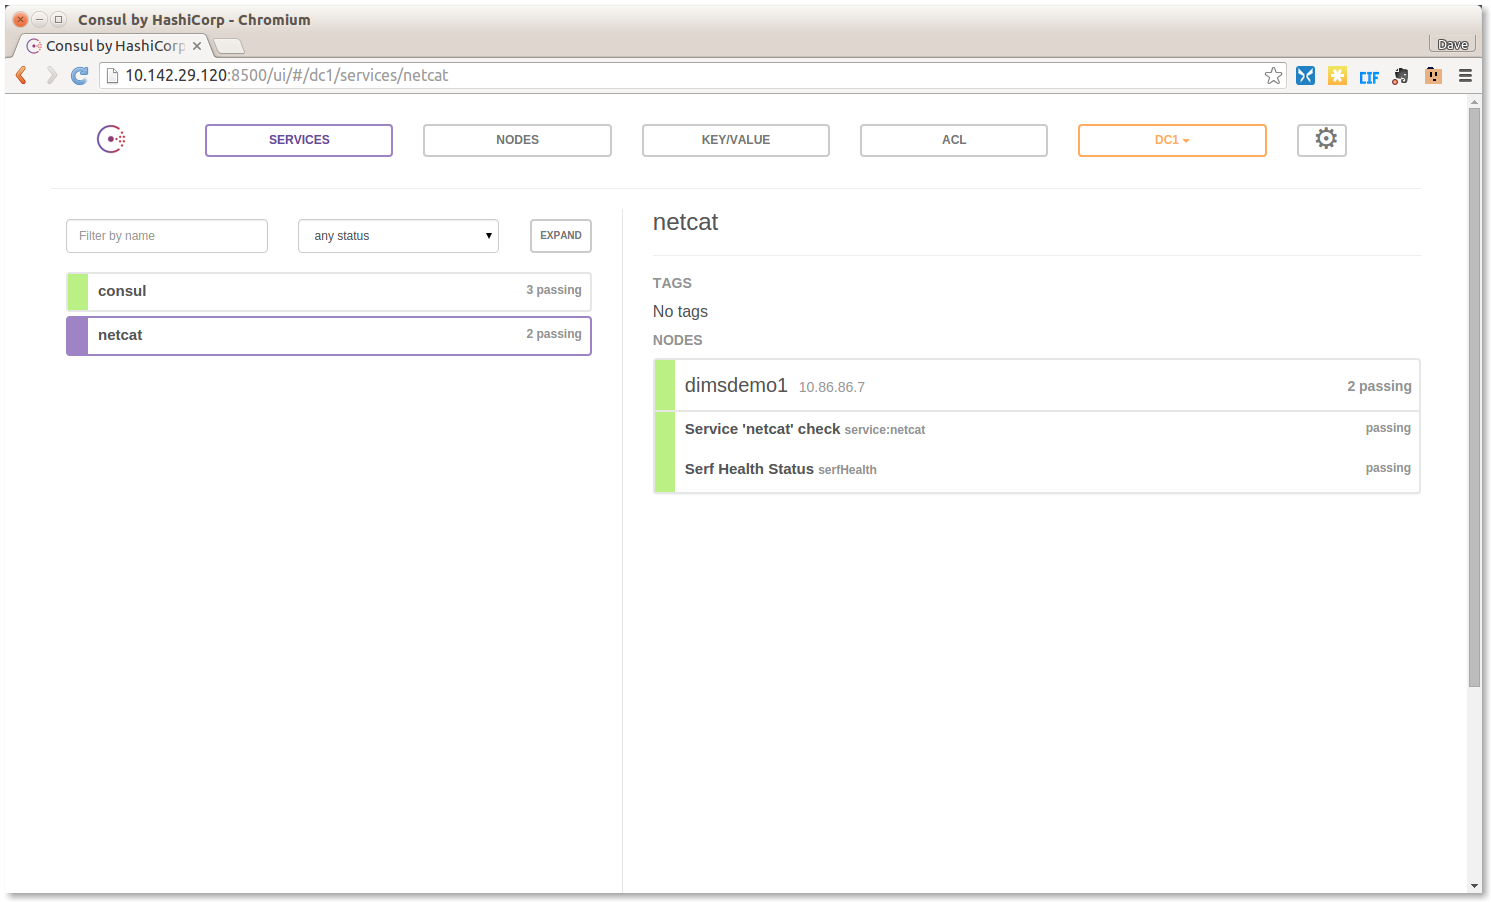 Consul by HashiCorp - Chromium
Consul by HashiCorp
Dave
10.142.29.120:8500/ui/#/dc1/services/netcat
CIF
SERVICES NODES KEY/VALUE ACL DC1
Filter by name any status EXPAND
consul 3 passing
netcat 2 passing
netcat
TAGS
No tags
NODES
dimsdemo1 10.86.86.7 2 passing
Service 'netcat' check service:netcat passing
Serf Health Status serfHealth passing